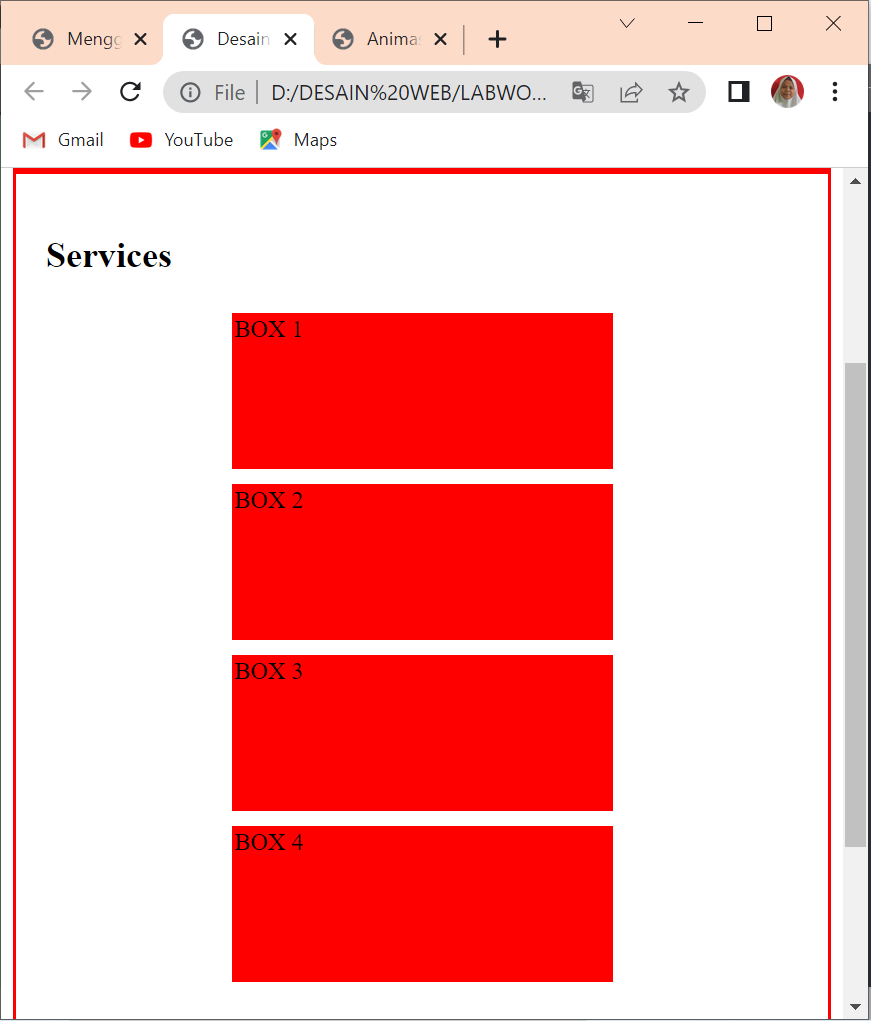 Mengg Desain Animas
File D:/DESAIN%20WEB/LABWO...
Gmail YouTube Maps
Services
BOX 1
BOX 2
BOX 3
BOX 4